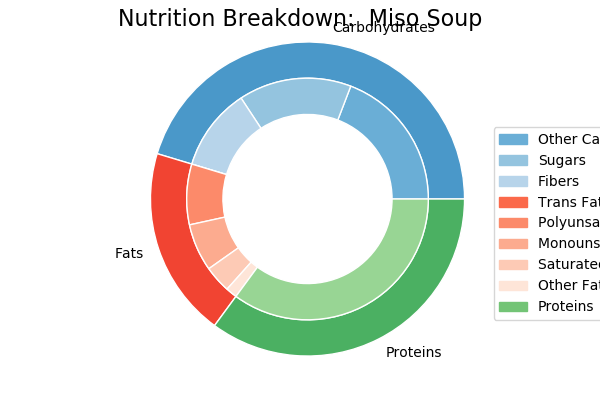 Nutrition Breakdown:  Miso Soup
Carbohydrates
Fats
Proteins
Other Ca
Sugars
Fibers
Trans Fat
Polyunsa
Monouns
Saturated
Other Fat
Proteins